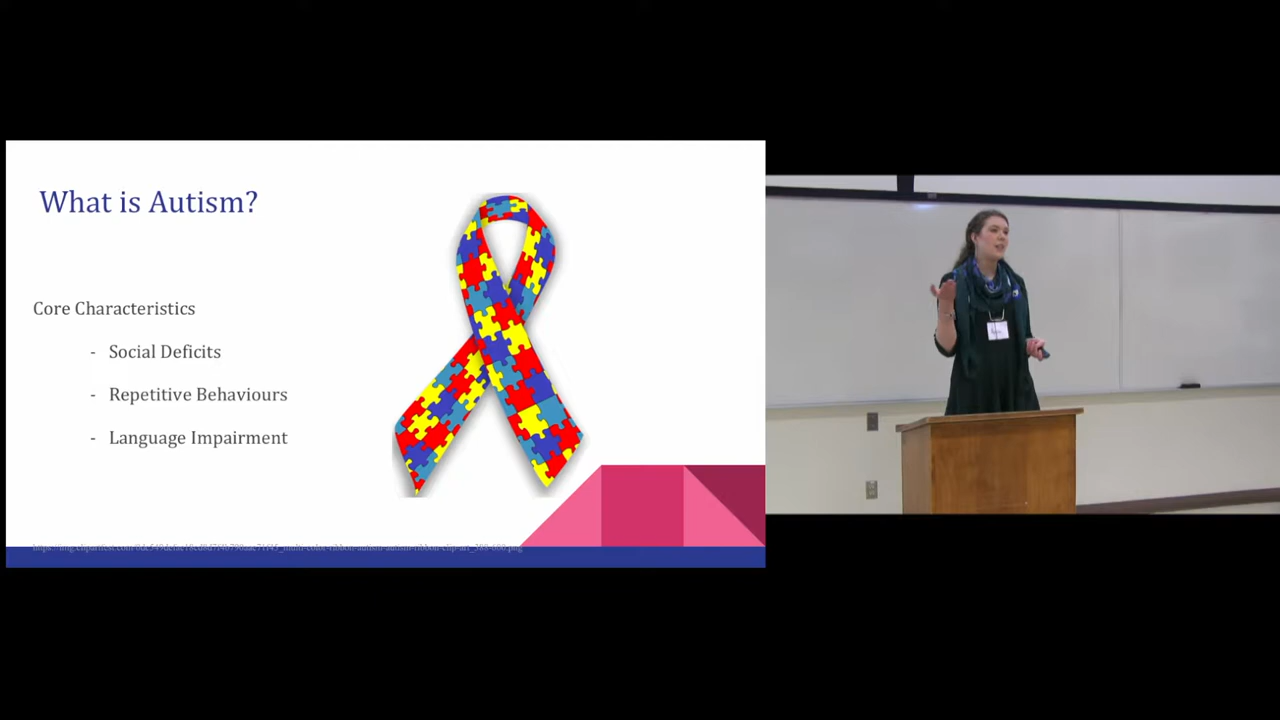 What is Autism?
Core Characteristics
- Social Deficits
- Repetitive Behaviours
- Language Impairment